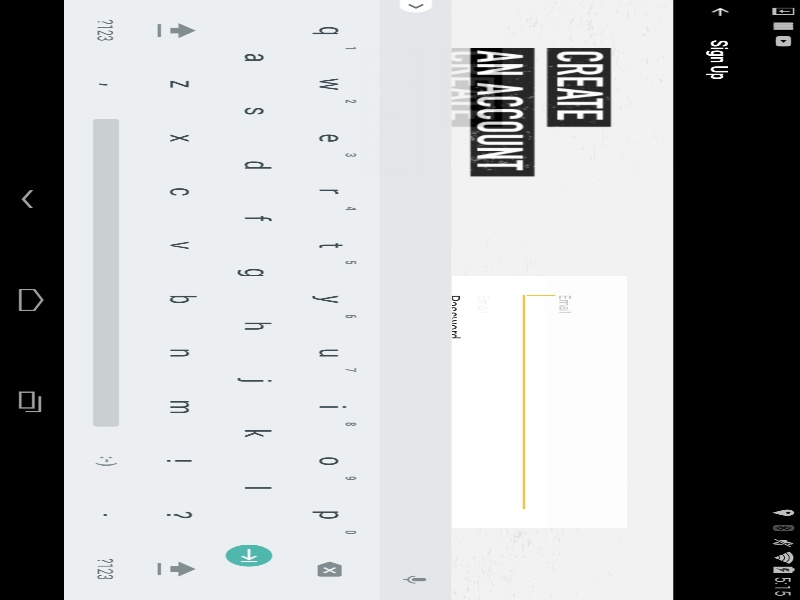 5:15
Sign Up
CREATE
AN ACCOUNT
CREATE
Email
Email
Password
1 2 3 4 5 6 7 8 9 0
q w e r t y u i o p
a s d f g h j k l
z x c v b n m ! ?
?123 , :-) . ?123